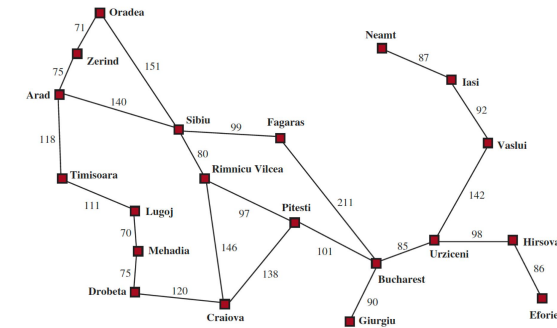 Oradea
71
Neamt
87
Zerind
151
75
Iasi
Arad
140
92
Sibiu
Fagaras
99
118
Vaslui
80
Timisoara
Rimnicu Vilcea
111
Lugoj
97
Pitesti
211
142
70
98
Mehadia
146
101
85
Hirsova
Urziceni
75
138
86
Bucharest
Drobeta
120
90
Craiova
Giurgiu
Eforie